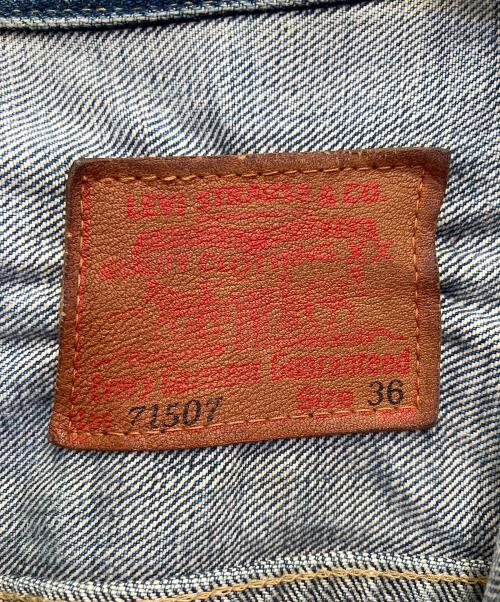 LEVI STRAUSS & CO.
QUALITY CLOTHING XX
Every Garment Guaranteed
Lot 71507 Size 36